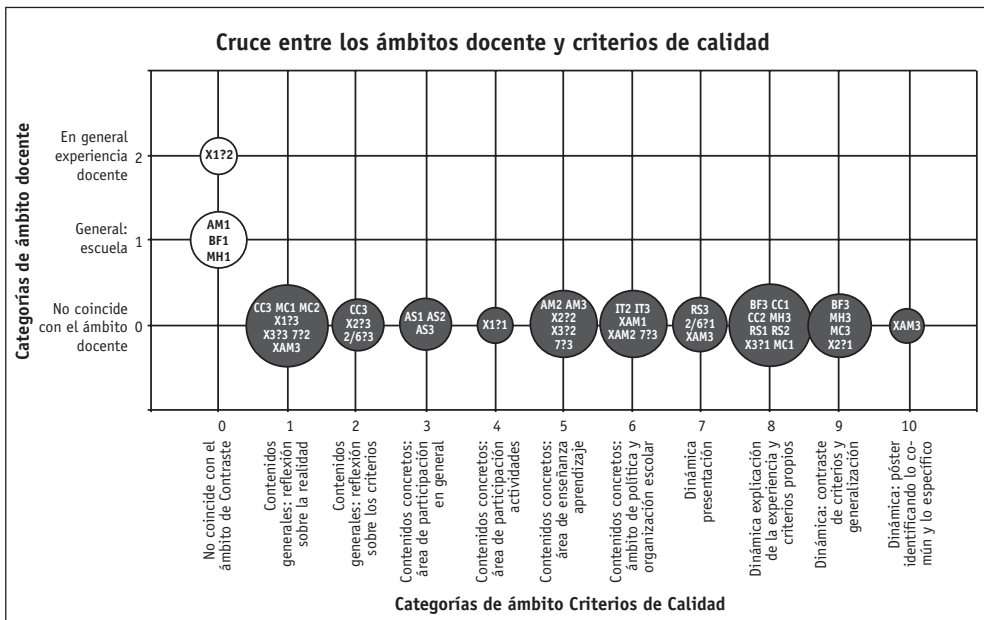 Cruce entre los ámbitos docente y criterios de calidad
Categorías de ámbito docente
En general
experiencia
docente
2
X1?2
General:
escuela
1
AM1
BF1
MH1
No coincide
con el ámbito
docente
0
CC3 MC1 MC2
X1?3
X3?3 7?2
XAM3
CC3
X2?3
2/6?3
AS1 AS2
AS3
X1?1
AM2 AM3
X2?2
X3?2
7?3
IT2 IT3
XAM1
XAM2 7?3
RS3
2/6?1
XAM3
BF3 CC1
CC2 MH3
RS1 RS2
X3?1 MC1
BF3
MH3
MC3
X2?1
XAM3
0
1
2
3
4
5
6
7
8
9
10
No coincide con el
ámbito de Contraste
Contenidos
generales: reflexión
sobre la realidad
Contenidos
generales: reflexión
sobre los criterios
Contenidos concretos:
área de participación
en general
Contenidos concretos:
área de participación
actividades
Contenidos concretos:
área de enseñanza
aprendizaje
Contenidos concretos:
ámbito de política y
organización escolar
Dinámica
presentación
Dinámica explicación
de la experiencia y
criterios propios
Dinámica: contraste
de criterios y
generalización
Dinámica: póster
identificando lo co-
mún y lo específico
Categorías de ámbito Criterios de Calidad